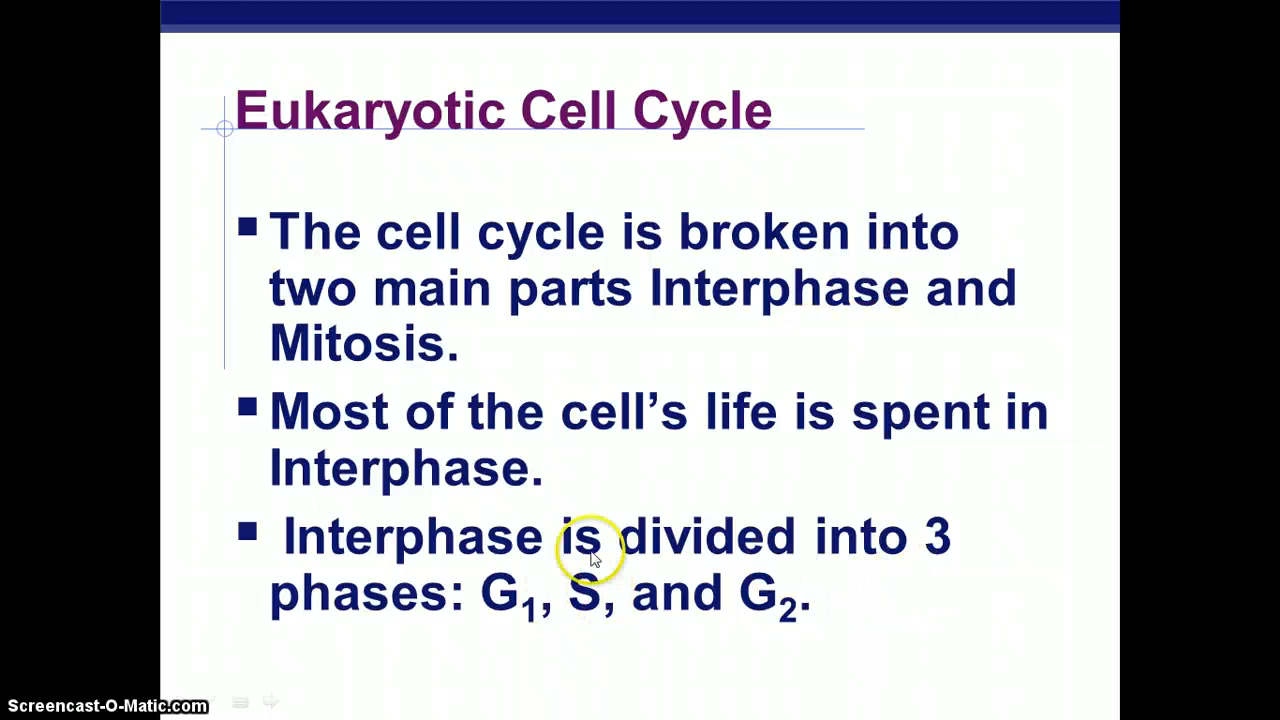 Eukaryotic Cell Cycle
■ The cell cycle is broken into
two main parts Interphase and
Mitosis.
■ Most of the cell’s life is spent in
Interphase.
■ Interphase is divided into 3
phases: G₁, S, and G₂.
Screencast-O-Matic.com